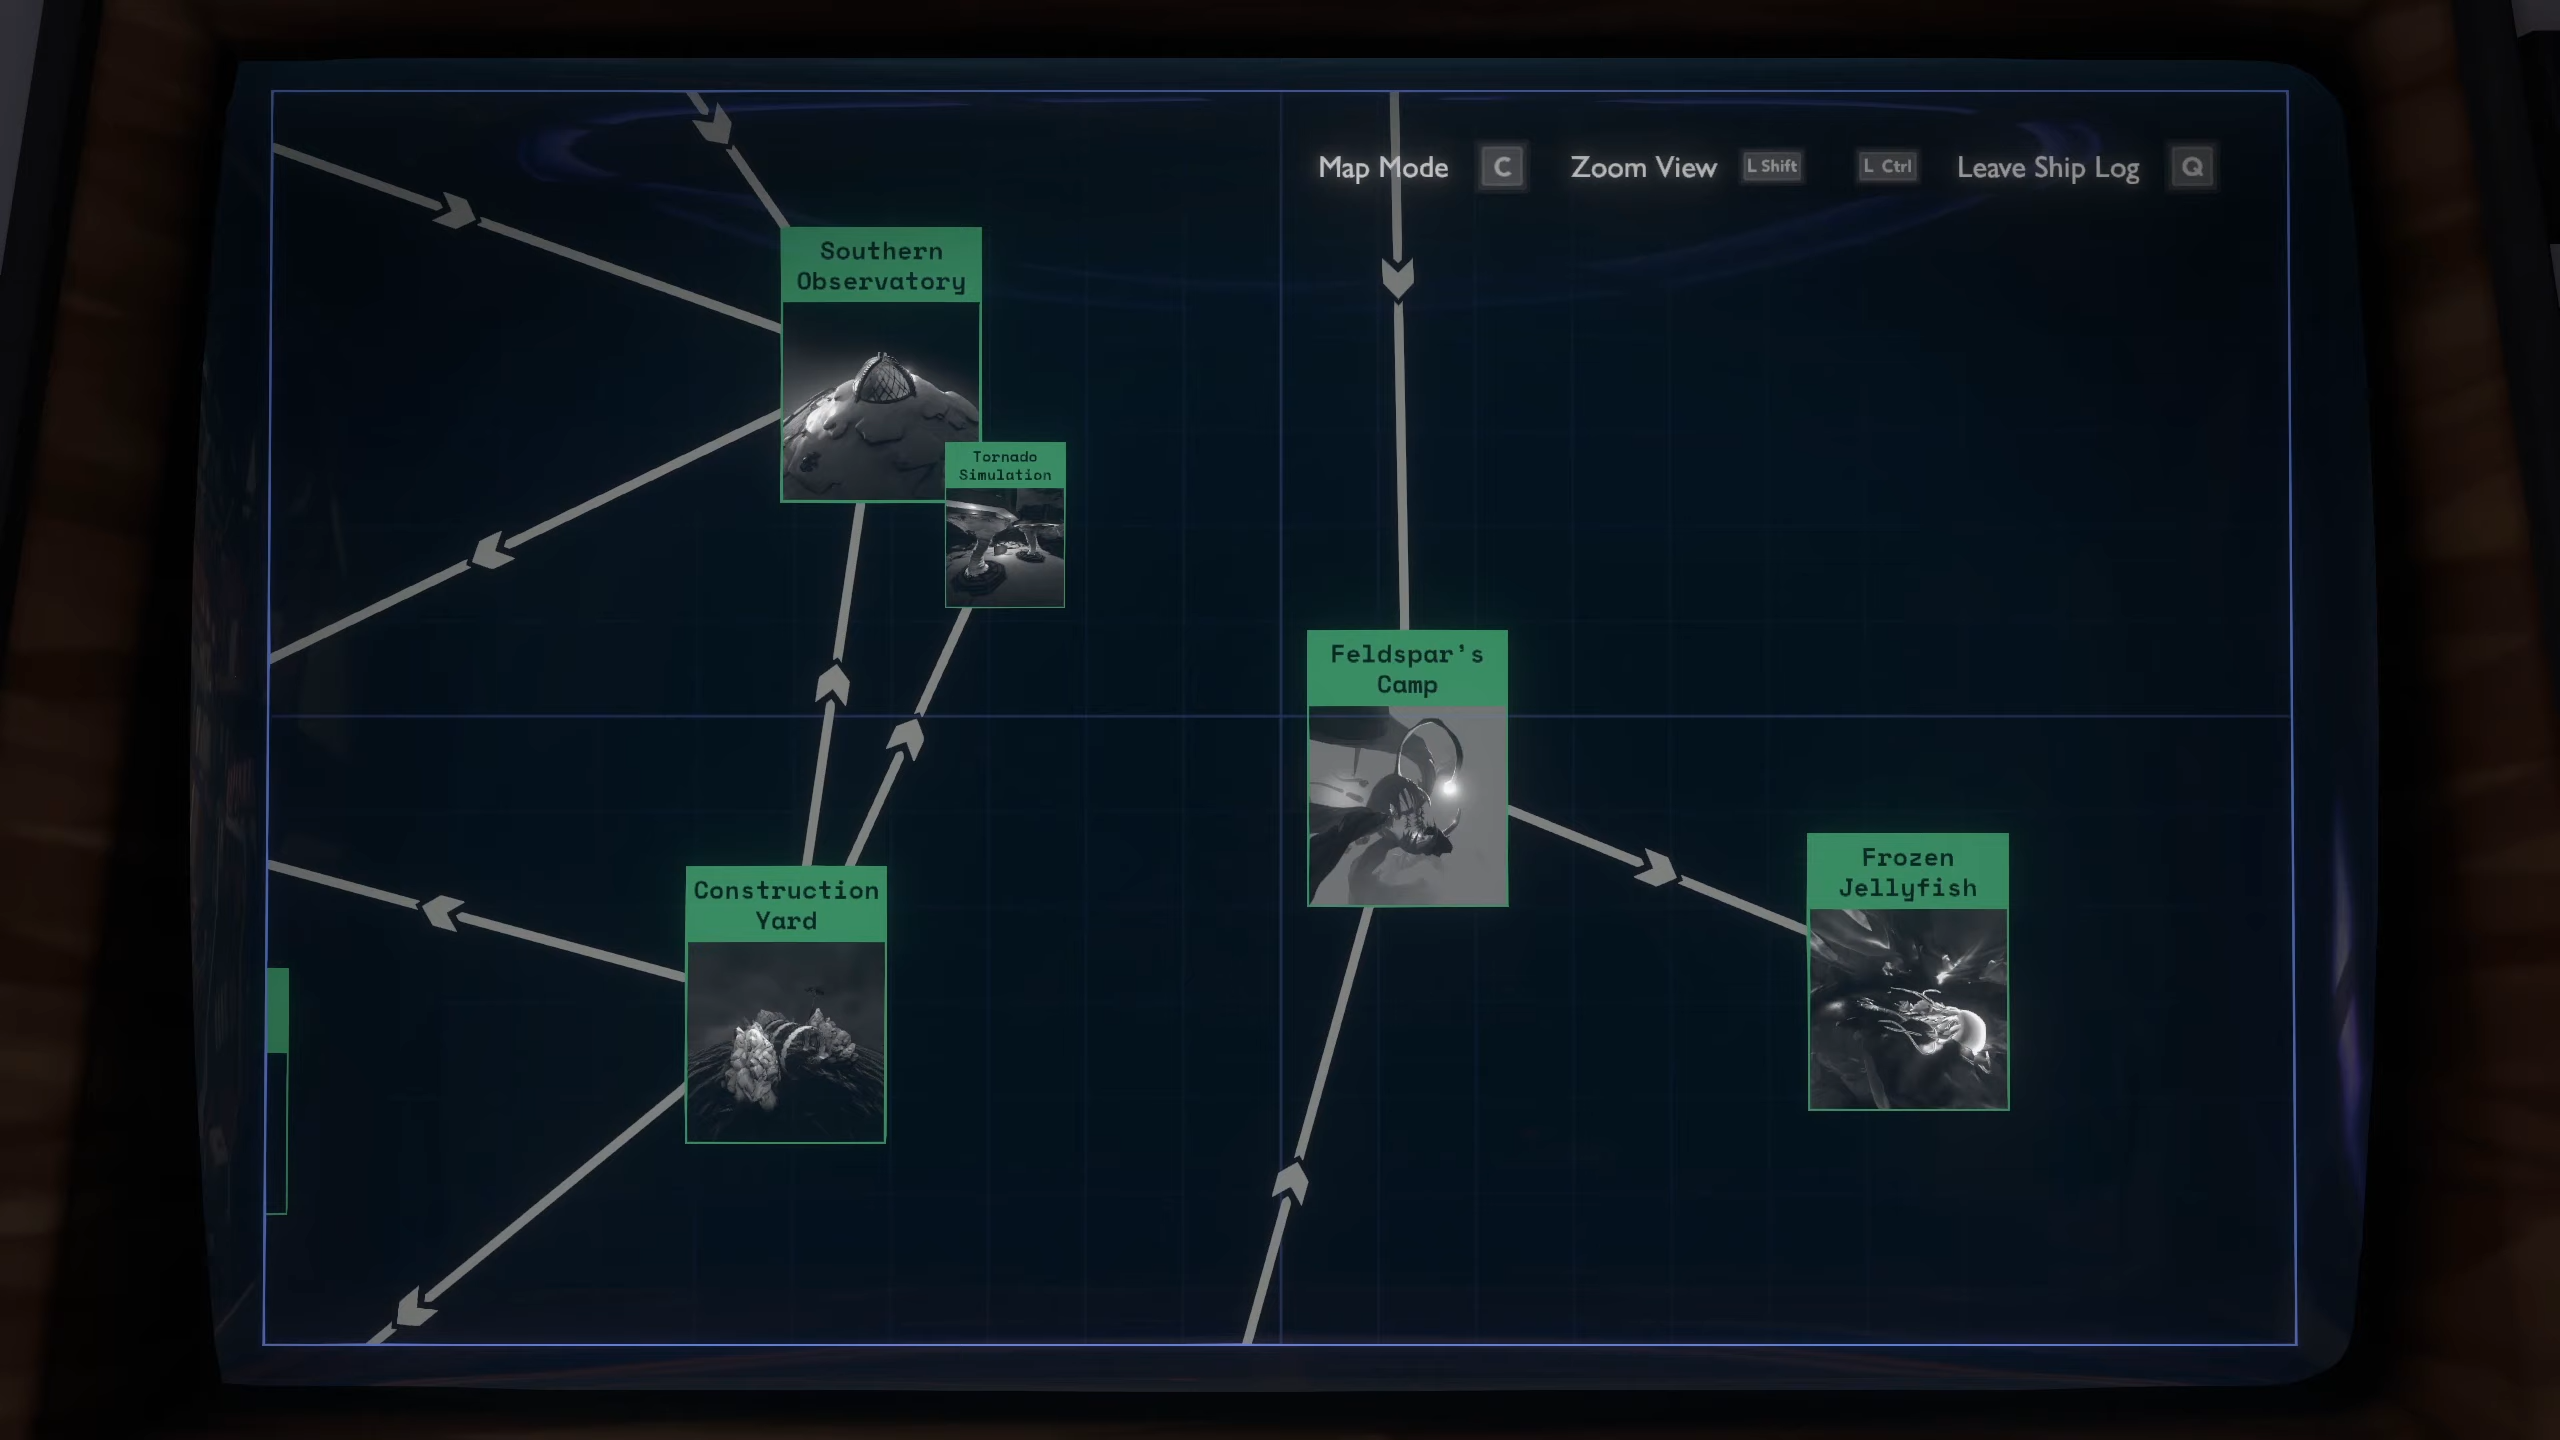 Map Mode C Zoom View L Shift L Ctrl Leave Ship Log Q
Southern
Observatory
Tornado
Simulation
Feldspar's
Camp
Frozen
Jellyfish
Construction
Yard